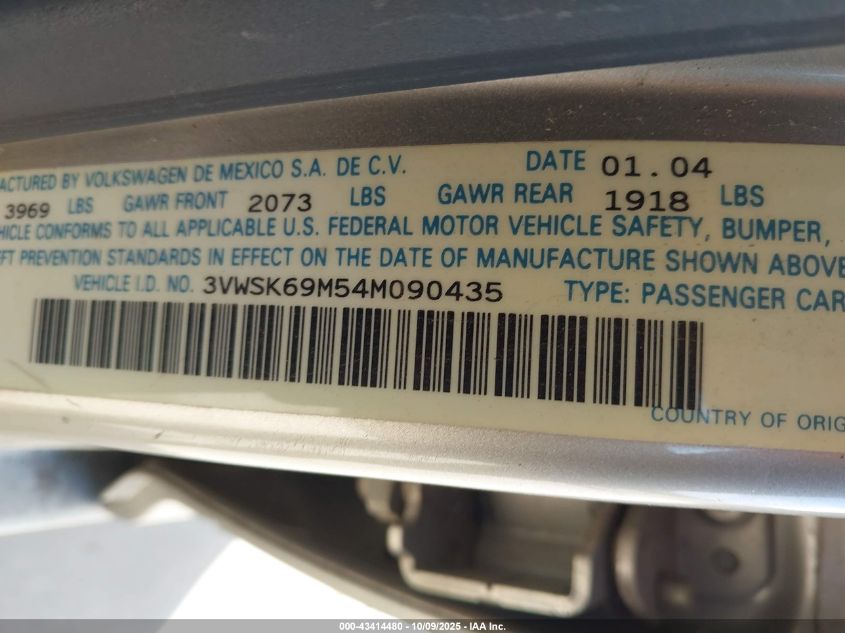 ACTURED BY VOLKSWAGEN DE MEXICO S.A. DE C.V. DATE 01.04
3969 LBS GAWR FRONT 2073 LBS GAWR REAR 1918 LBS
HICLE CONFORMS TO ALL APPLICABLE U.S. FEDERAL MOTOR VEHICLE SAFETY, BUMPER,
EFT PREVENTION STANDARDS IN EFFECT ON THE DATE OF MANUFACTURE SHOWN ABOVE
VEHICLE I.D. NO. 3VWSK69M54M090435 TYPE: PASSENGER CAR
COUNTRY OF ORIG
000-43414480 - 10/09/2025 - IAA Inc.